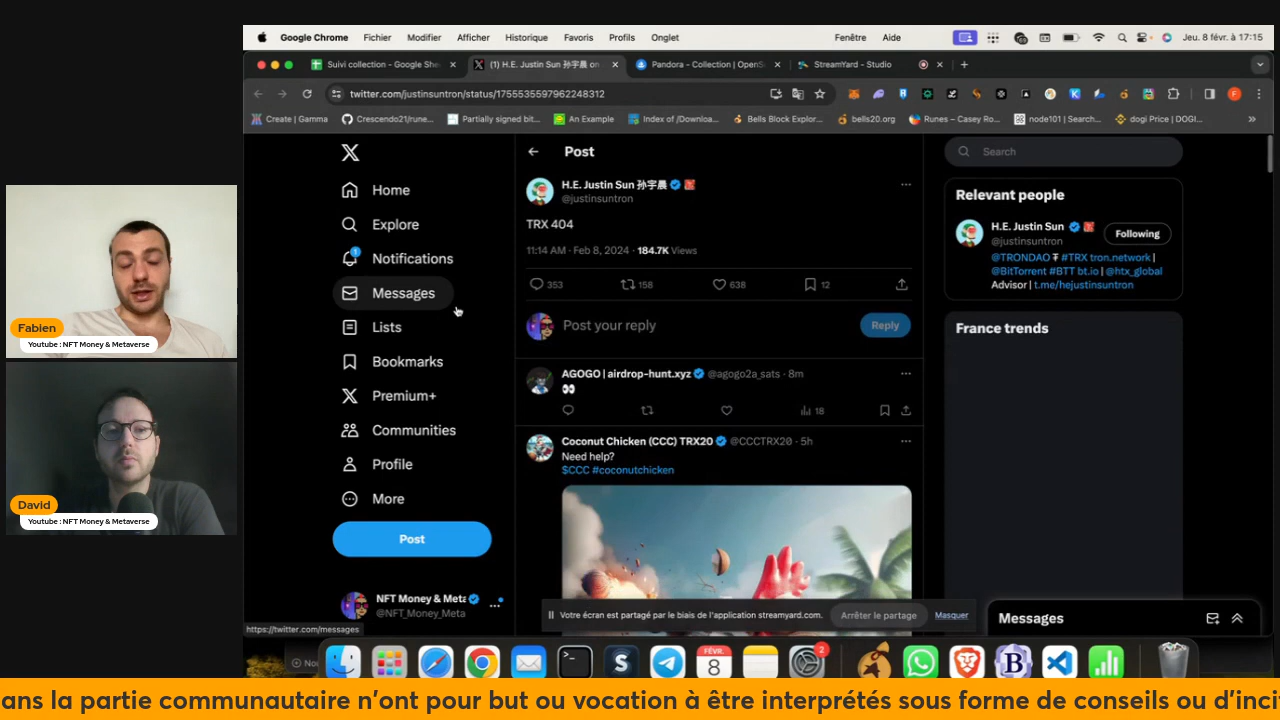 Google Chrome Fichier Modifier Afficher Historique Favoris Profils Onglet Fenêtre Aide Jeu. 8 févr. à 17:15
Suivi collection - Google She
(1) H.E. Justin Sun 孙宇晨 on
Pandora - Collection | OpenS
StreamYard - Studio
twitter.com/justinsuntron/status/1755535597962248312
Create | Gamma
Crescendo21/rune...
Partially signed bit...
An Example
Index of /Downloa...
Bells Block Explor...
bells20.org
Runes – Casey Ro...
node101 | Search...
dogi Price | DOGI...
Home
Explore
Notifications
1
Messages
Lists
Bookmarks
Premium+
Communities
Profile
More
Post
NFT Money & Meta
@NFT_Money_Meta
https://twitter.com/messages
Post
H.E. Justin Sun 孙宇晨
@justinsuntron
TRX 404
11:14 AM · Feb 8, 2024 · 184.7K Views
353 158 638 12
Post your reply
Reply
AGOGO | airdrop-hunt.xyz @agogo2a_sats · 8m
👀
18
Coconut Chicken (CCC) TRX20 @CCCTRX20 · 5h
Need help?
$CCC #coconutchicken
Search
Relevant people
H.E. Justin Sun
@justinsuntron
Following
@TRONDAO ₮ #TRX tron.network |
@BitTorrent #BTT bt.io | @htx_global
Advisor | t.me/hejustinsuntron
France trends
Votre écran est partagé par le biais de l'application streamyard.com.
Arrêter le partage
Masquer
Messages
Fabien
Youtube : NFT Money & Metaverse
David
Youtube : NFT Money & Metaverse
FÉVR.
8
2
ans la partie communautaire n'ont pour but ou vocation à être interprétés sous forme de conseils ou d'inci